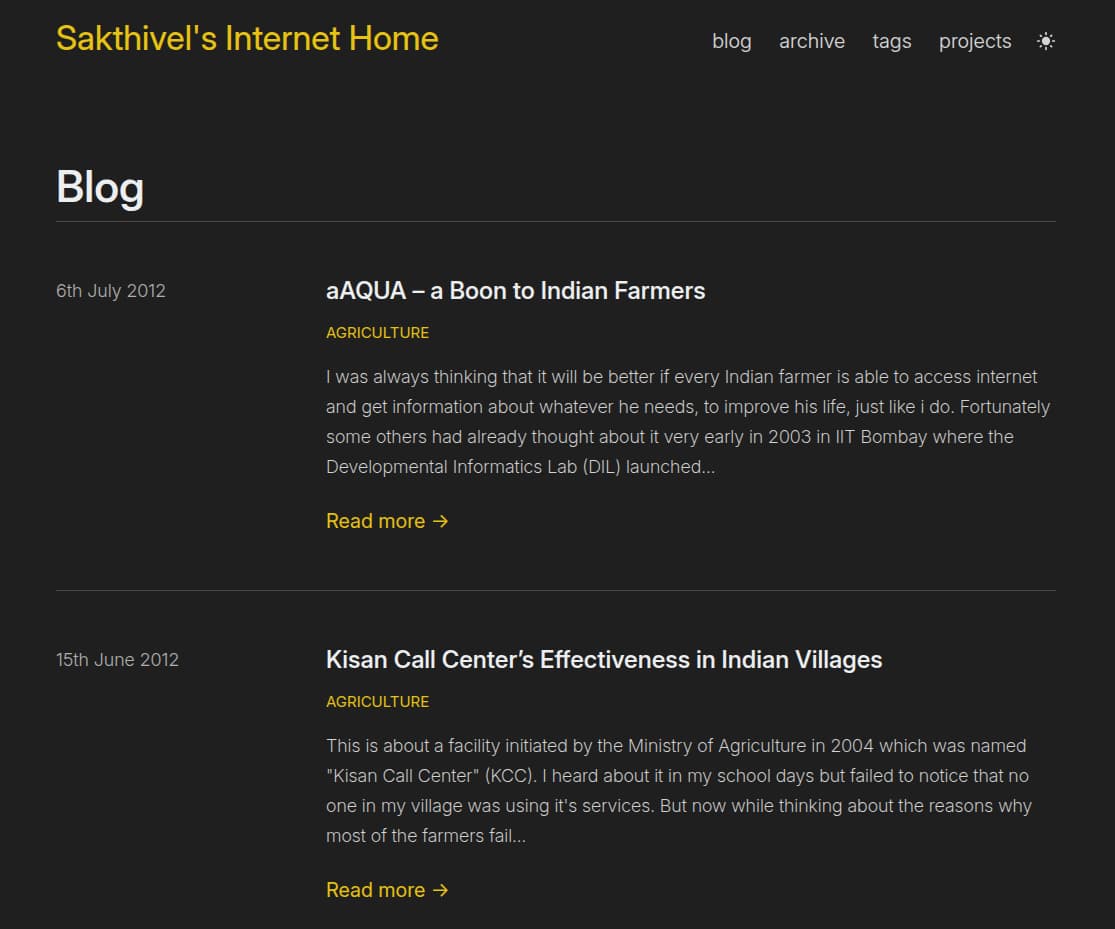 Sakthivel's Internet Home
blog archive tags projects
Blog
6th July 2012
aAQUA – a Boon to Indian Farmers
AGRICULTURE
I was always thinking that it will be better if every Indian farmer is able to access internet
and get information about whatever he needs, to improve his life, just like i do. Fortunately
some others had already thought about it very early in 2003 in IIT Bombay where the
Developmental Informatics Lab (DIL) launched...
Read more →
15th June 2012
Kisan Call Center’s Effectiveness in Indian Villages
AGRICULTURE
This is about a facility initiated by the Ministry of Agriculture in 2004 which was named
"Kisan Call Center" (KCC). I heard about it in my school days but failed to notice that no
one in my village was using it's services. But now while thinking about the reasons why
most of the farmers fail...
Read more →